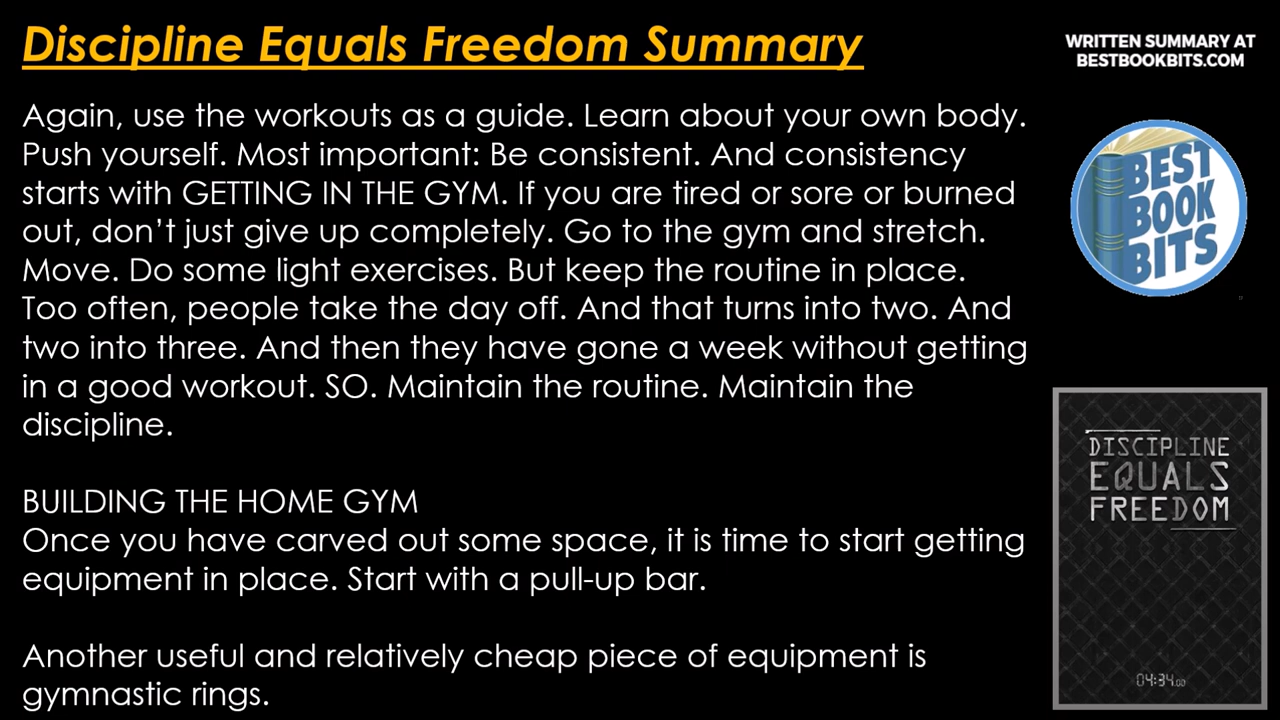 Discipline Equals Freedom Summary
WRITTEN SUMMARY AT
BESTBOOKBITS.COM
Again, use the workouts as a guide. Learn about your own body.
Push yourself. Most important: Be consistent. And consistency
starts with GETTING IN THE GYM. If you are tired or sore or burned
out, don’t just give up completely. Go to the gym and stretch.
Move. Do some light exercises. But keep the routine in place.
Too often, people take the day off. And that turns into two. And
two into three. And then they have gone a week without getting
in a good workout. SO. Maintain the routine. Maintain the
discipline.
BUILDING THE HOME GYM
Once you have carved out some space, it is time to start getting
equipment in place. Start with a pull-up bar.
Another useful and relatively cheap piece of equipment is
gymnastic rings.
BEST
BOOK
BITS
DISCIPLINE
EQUALS
FREEDOM
04:34.00